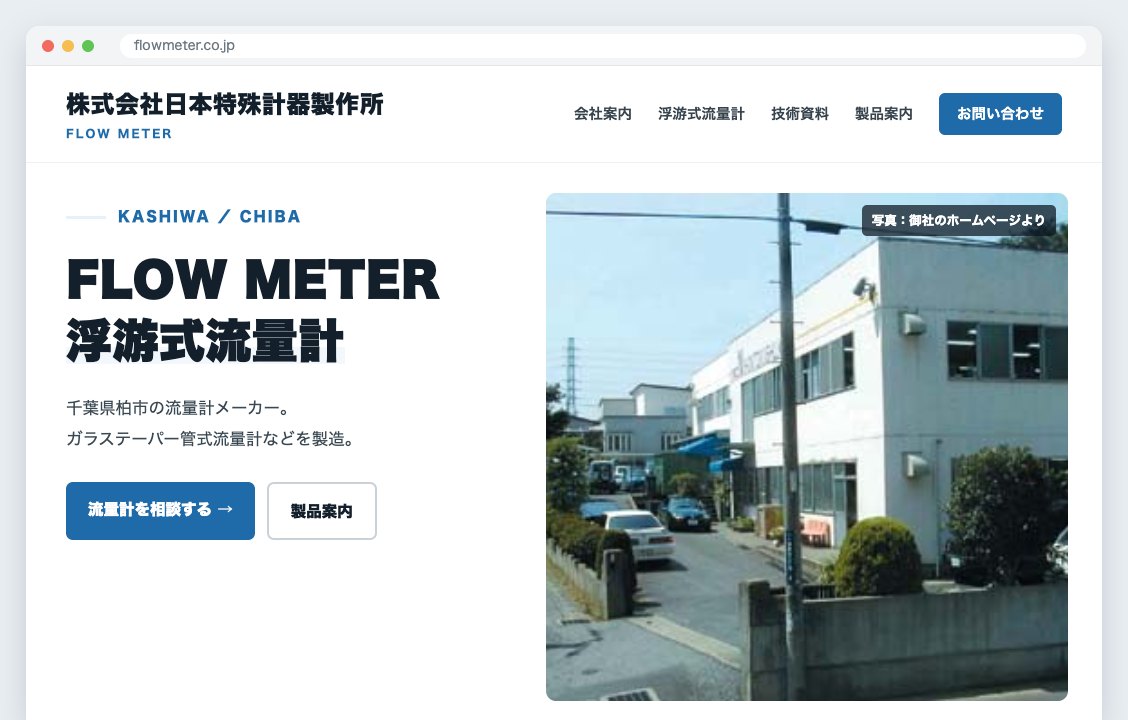 flowmeter.co.jp
株式会社日本特殊計器製作所
FLOW METER
会社案内
浮游式流量計
技術資料
製品案内
お問い合わせ
KASHIWA ／ CHIBA
FLOW METER
浮游式流量計
千葉県柏市の流量計メーカー。
ガラステーパー管式流量計などを製造。
流量計を相談する →
製品案内
写真：御社のホームページより